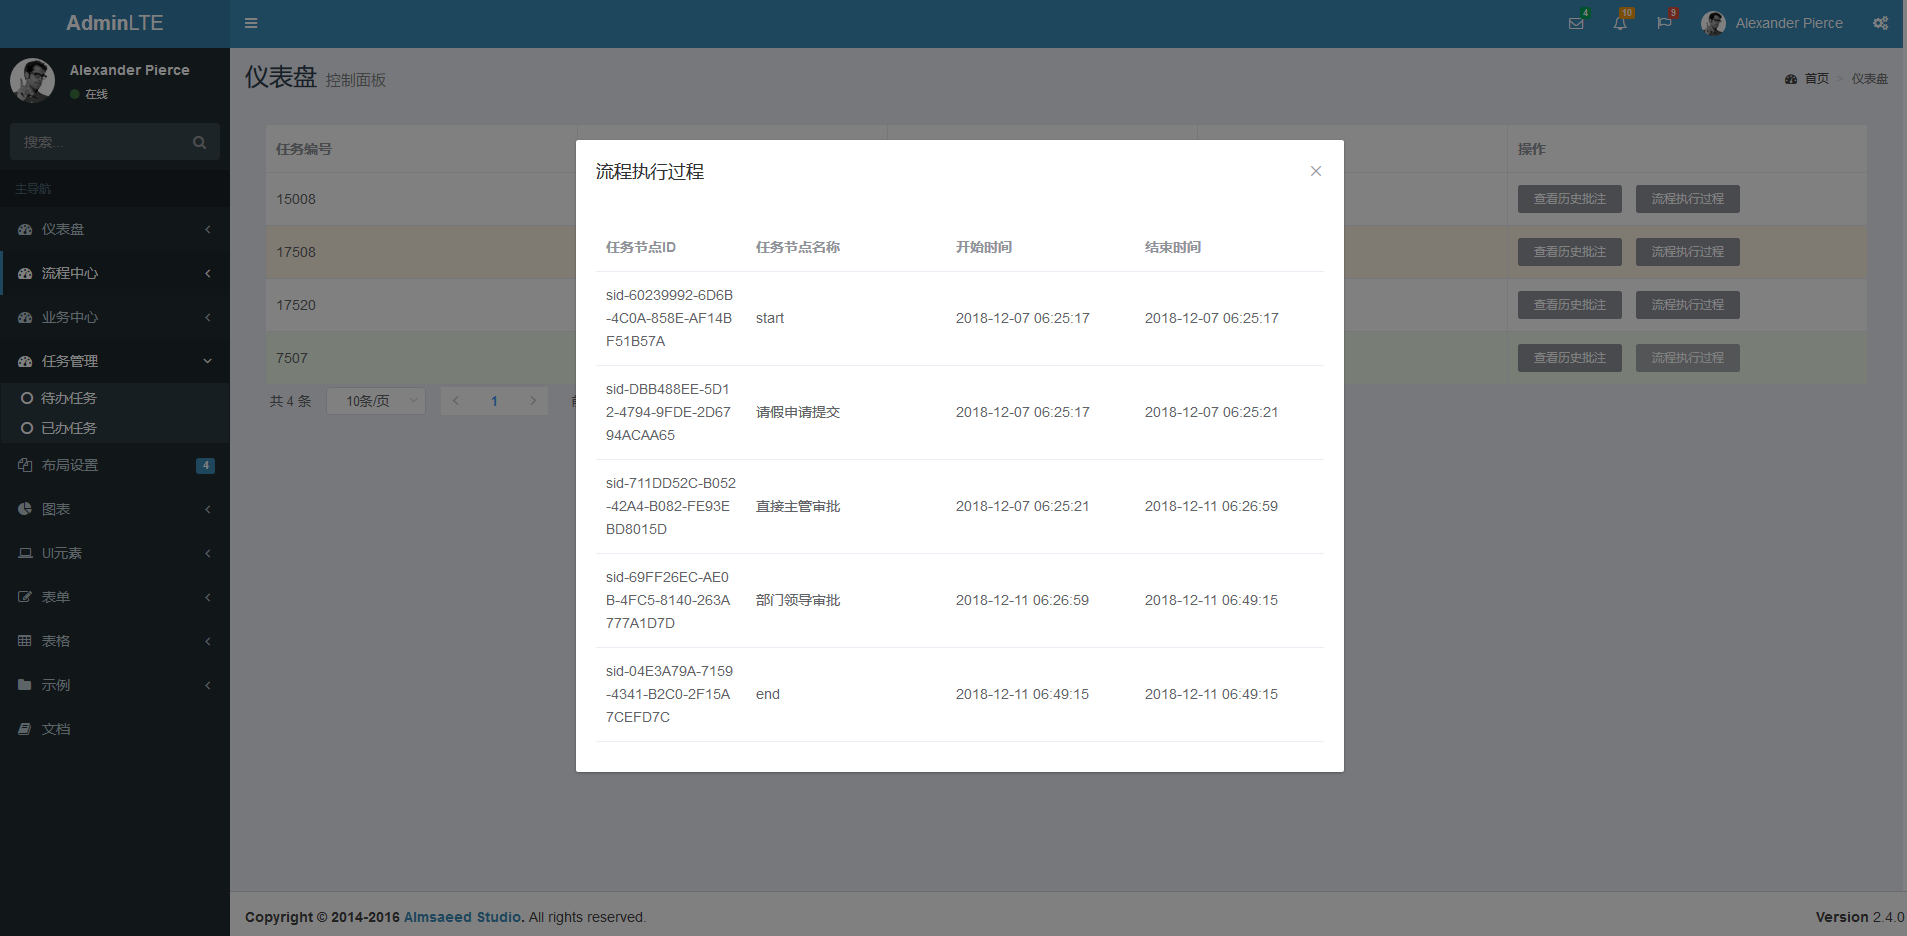 AdminLTE
4
10
9
Alexander Pierce
Alexander Pierce
在线
搜索...
主导航
仪表盘
流程中心
业务中心
任务管理
待办任务
已办任务
布局设置 4
图表
UI元素
表单
表格
示例
文档
仪表盘 控制面板
首页 > 仪表盘
任务编号 操作
15008 查看历史批注 流程执行过程
17508 查看历史批注 流程执行过程
17520 查看历史批注 流程执行过程
7507 查看历史批注 流程执行过程
共 4 条 10条/页 1
流程执行过程
任务节点ID 任务节点名称 开始时间 结束时间
sid-60239992-6D6B
-4C0A-858E-AF14B start 2018-12-07 06:25:17 2018-12-07 06:25:17
F51B57A
sid-DBB488EE-5D1
2-4794-9FDE-2D67 请假申请提交 2018-12-07 06:25:17 2018-12-07 06:25:21
94ACAA65
sid-711DD52C-B052
-42A4-B082-FE93E 直接主管审批 2018-12-07 06:25:21 2018-12-11 06:26:59
BD8015D
sid-69FF26EC-AE0
B-4FC5-8140-263A 部门领导审批 2018-12-11 06:26:59 2018-12-11 06:49:15
777A1D7D
sid-04E3A79A-7159
-4341-B2C0-2F15A end 2018-12-11 06:49:15 2018-12-11 06:49:15
7CEFD7C
Copyright © 2014-2016 Almsaeed Studio. All rights reserved.
Version 2.4.0